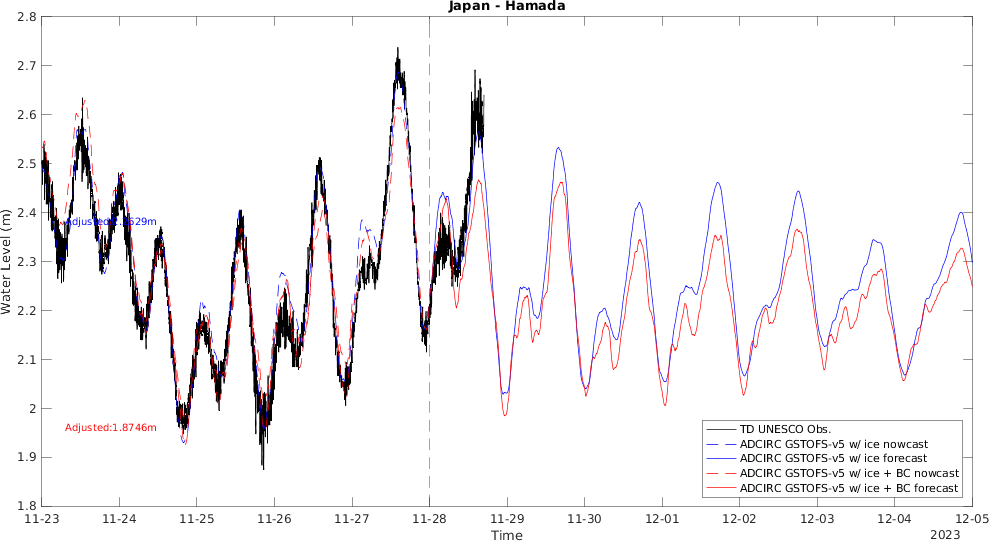 Japan - Hamada
2.8
2.7
2.6
2.5
2.4
2.3
2.2
2.1
2
1.9
1.8
Water Level (m)
Adjusted:1.8746m
TD UNESCO Obs.
ADCIRC GSTOFS-v5 w/ ice nowcast
ADCIRC GSTOFS-v5 w/ ice forecast
ADCIRC GSTOFS-v5 w/ ice + BC nowcast
ADCIRC GSTOFS-v5 w/ ice + BC forecast
11-23 11-24 11-25 11-26 11-27 11-28 11-29 11-30 12-01 12-02 12-03 12-04 12-05
Time
2023